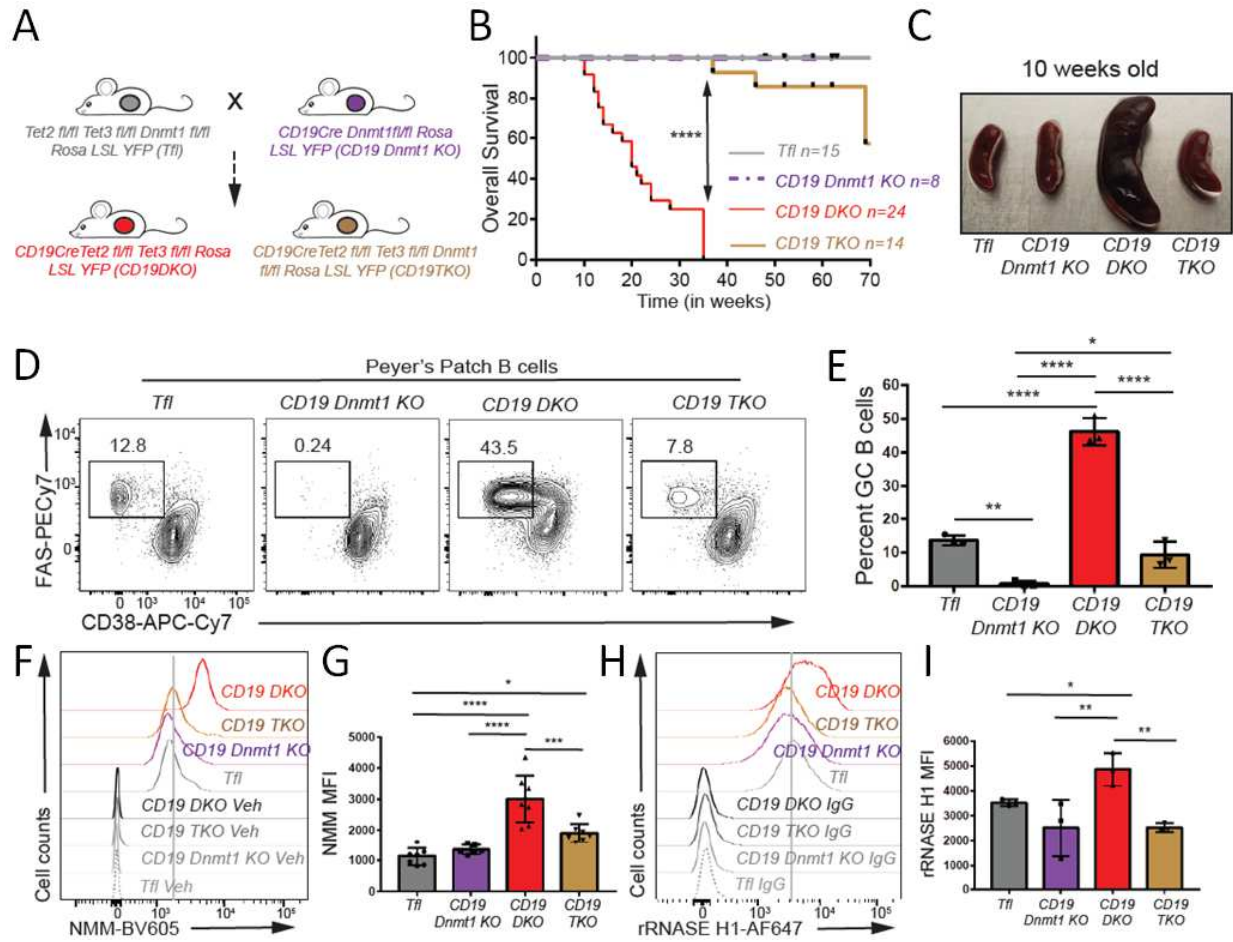 A
Tet2 fl/fl Tet3 fl/fl Dnmt1 fl/fl
Rosa LSL YFP (Tfl)
X
CD19Cre Dnmt1fl/fl Rosa
LSL YFP (CD19 Dnmt1 KO)
CD19CreTet2 fl/fl Tet3 fl/fl Rosa
LSL YFP (CD19DKO)
CD19CreTet2 fl/fl Tet3 fl/fl Dnmt1
fl/fl Rosa LSL YFP (CD19TKO)
B
Overall Survival
100
80
60
40
20
0
****
Tfl n=15
CD19 Dnmt1 KO n=8
CD19 DKO n=24
CD19 TKO n=14
0 10 20 30 40 50 60 70
Time (in weeks)
C
10 weeks old
Tfl
CD19
Dnmt1 KO
CD19
DKO
CD19
TKO
D
Peyer's Patch B cells
Tfl
CD19 Dnmt1 KO
CD19 DKO
CD19 TKO
12.8
0.24
43.5
7.8
FAS-PECy7
10⁴
10³
0
0 10³ 10⁴ 10⁵
CD38-APC-Cy7
E
Percent GC B cells
60
50
40
30
20
10
0
*
****
****
****
**
Tfl
CD19
Dnmt1 KO
CD19
DKO
CD19
TKO
F
Cell counts
CD19 DKO
CD19 TKO
CD19 Dnmt1 KO
Tfl
CD19 DKO Veh
CD19 TKO Veh
CD19 Dnmt1 KO Veh
Tfl Veh
0 10³ 10⁴ 10⁵
NMM-BV605
G
NMM MFI
5000
4000
3000
2000
1000
0
*
****
****
***
Tfl
CD19
Dnmt1 KO
CD19
DKO
CD19
TKO
H
Cell counts
CD19 DKO
CD19 TKO
CD19 Dnmt1 KO
Tfl
CD19 DKO IgG
CD19 TKO IgG
CD19 Dnmt1 KO IgG
Tfl IgG
0 10³ 10⁴ 10⁵
rRNASE H1-AF647
I
rRNASE H1 MFI
6000
5000
4000
3000
2000
1000
0
*
**
**
Tfl
CD19
Dnmt1 KO
CD19
DKO
CD19
TKO